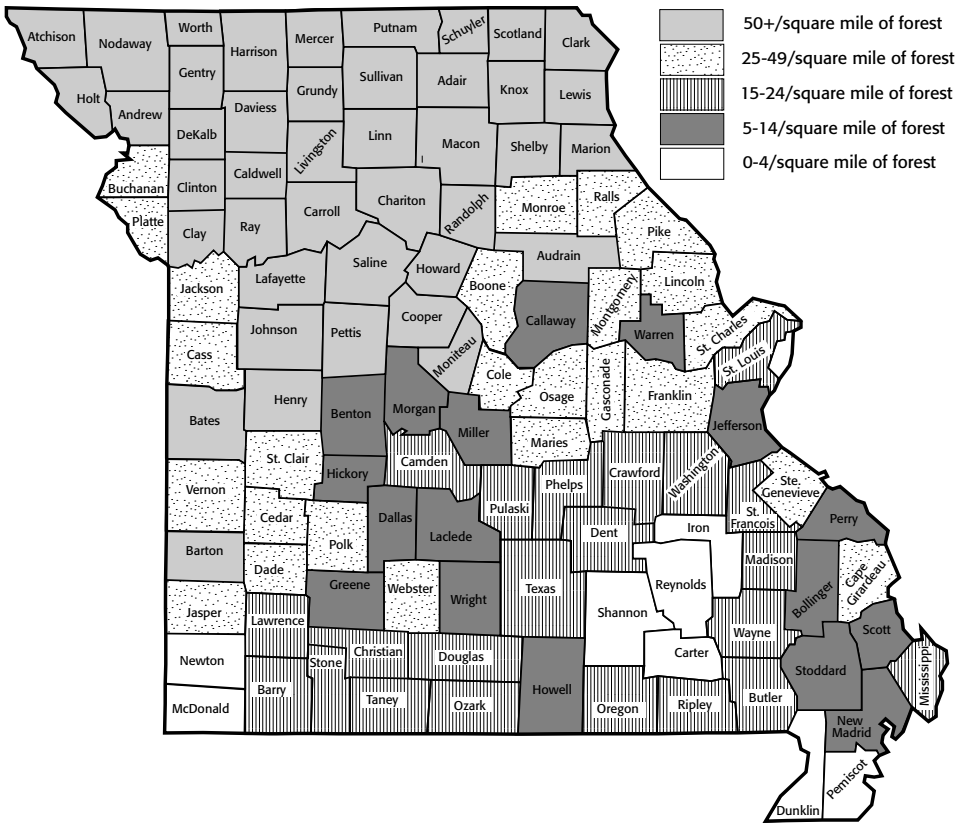 Atchison
Nodaway
Worth
Harrison
Mercer
Putnam
Schuyler
Scotland
Clark
50+/square mile of forest
25-49/square mile of forest
15-24/square mile of forest
5-14/square mile of forest
0-4/square mile of forest
Holt
Andrew
Gentry
Daviess
Grundy
Sullivan
Adair
Knox
Lewis
DeKalb
Livingston
Linn
Macon
Shelby
Marion
Buchanan
Clinton
Caldwell
Carroll
Chariton
Randolph
Monroe
Ralls
Platte
Clay
Ray
Pike
Audrain
Jackson
Lafayette
Saline
Howard
Boone
Callaway
Montgomery
Lincoln
Warren
St. Charles
St. Louis
Cass
Johnson
Pettis
Cooper
Moniteau
Cole
Osage
Gasconade
Franklin
Jefferson
Bates
Henry
Benton
Morgan
Miller
Maries
St. Clair
Hickory
Camden
Pulaski
Phelps
Crawford
Washington
Ste.
Genevieve
St.
Francois
Perry
Vernon
Cedar
Polk
Dallas
Laclede
Dent
Iron
Madison
Bollinger
Cape
Girardeau
Barton
Dade
Greene
Webster
Wright
Texas
Shannon
Reynolds
Wayne
Scott
Jasper
Lawrence
Newton
Stone
Christian
Douglas
Howell
Carter
Stoddard
Mississippi
McDonald
Barry
Taney
Ozark
Oregon
Ripley
Butler
New
Madrid
Pemiscot
Dunklin